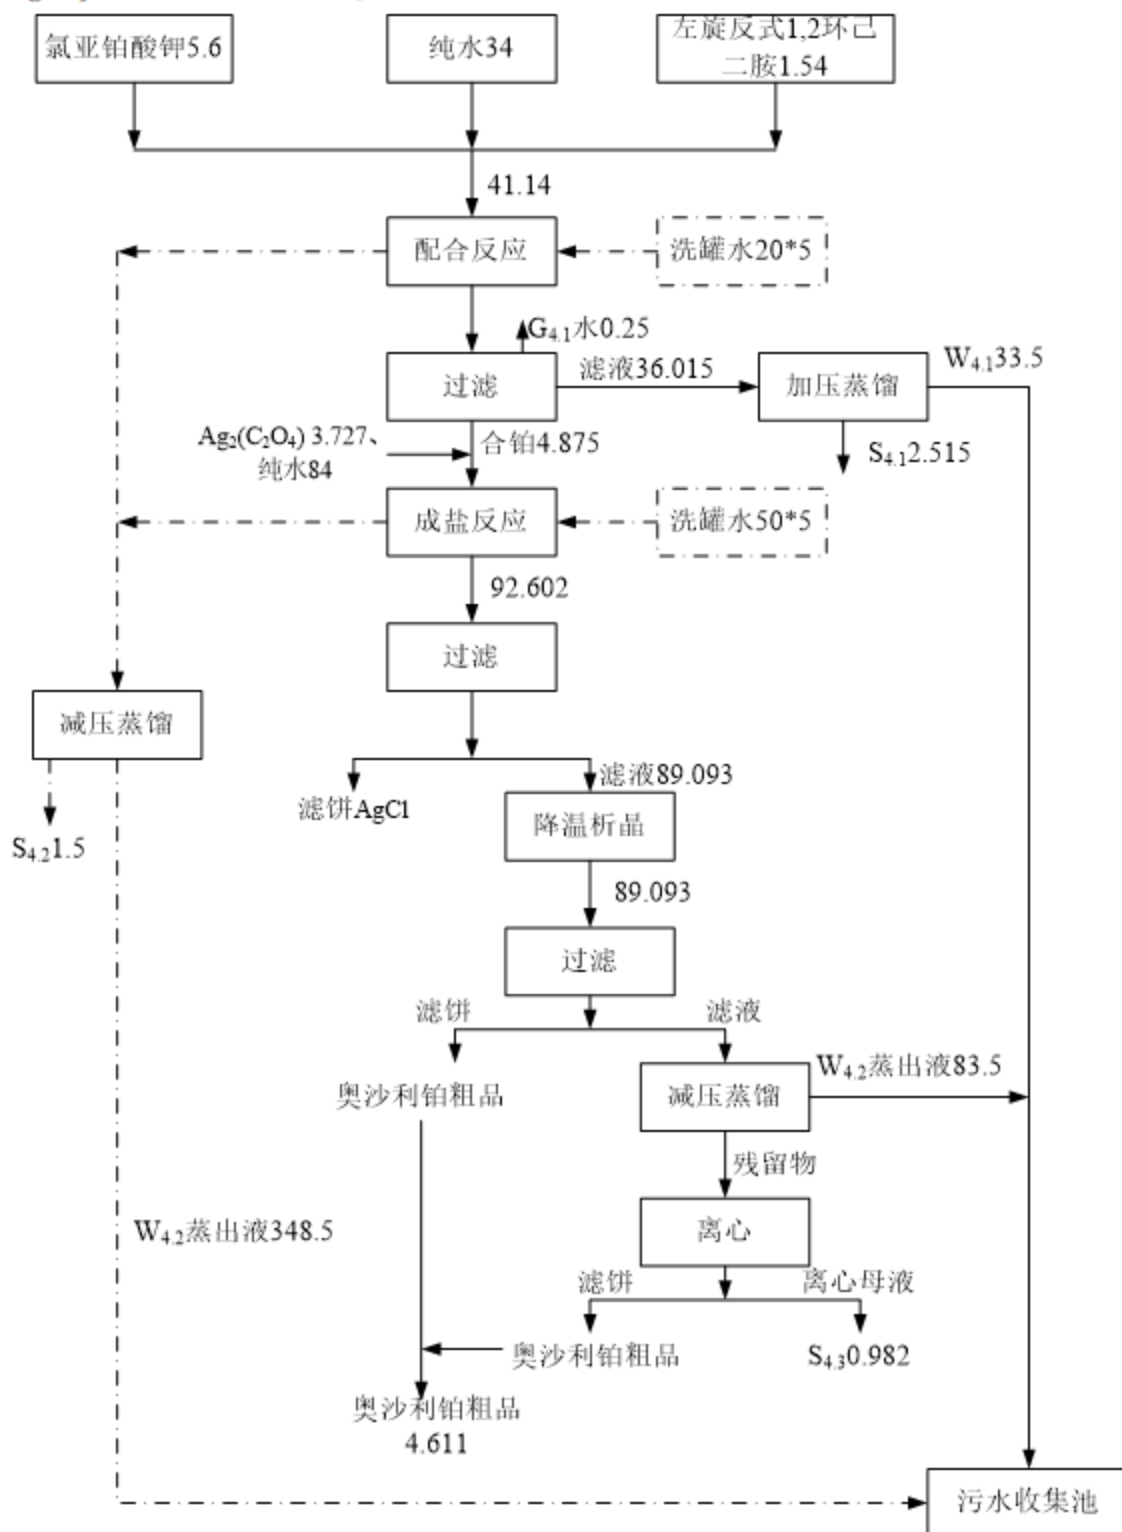 氯亚铂酸钾5.6
纯水34
左旋反式1,2环己
二胺1.54
41.14
配合反应
洗罐水20*5
G4.1水0.25
过滤
滤液36.015
加压蒸馏
W4.133.5
Ag2(C2O4) 3.727、
纯水84
合铂4.875
S4.12.515
成盐反应
洗罐水50*5
92.602
过滤
减压蒸馏
滤饼AgCl
滤液89.093
降温析晶
S4.21.5
89.093
过滤
滤饼
滤液
奥沙利铂粗品
减压蒸馏
W4.2蒸出液83.5
残留物
W4.2蒸出液348.5
离心
滤饼
离心母液
奥沙利铂粗品
S4.30.982
奥沙利铂粗品
4.611
污水收集池